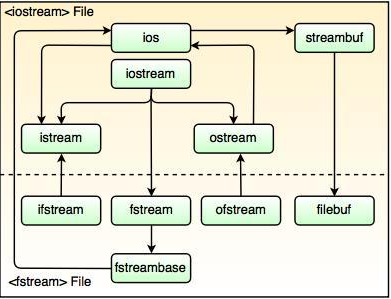 <iostream> File
ios
streambuf
iostream
istream
ostream
ifstream
fstream
ofstream
filebuf
fstreambase
<fstream> File